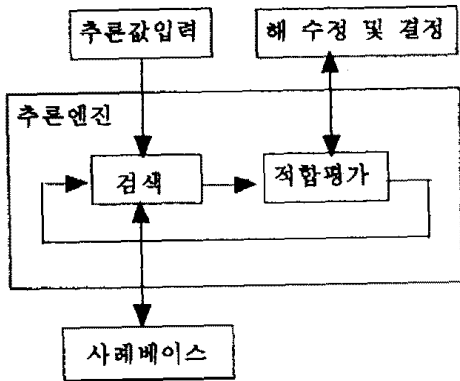 추론값입력
해 수정 및 결정
추론엔진
검색
적합평가
사례베이스